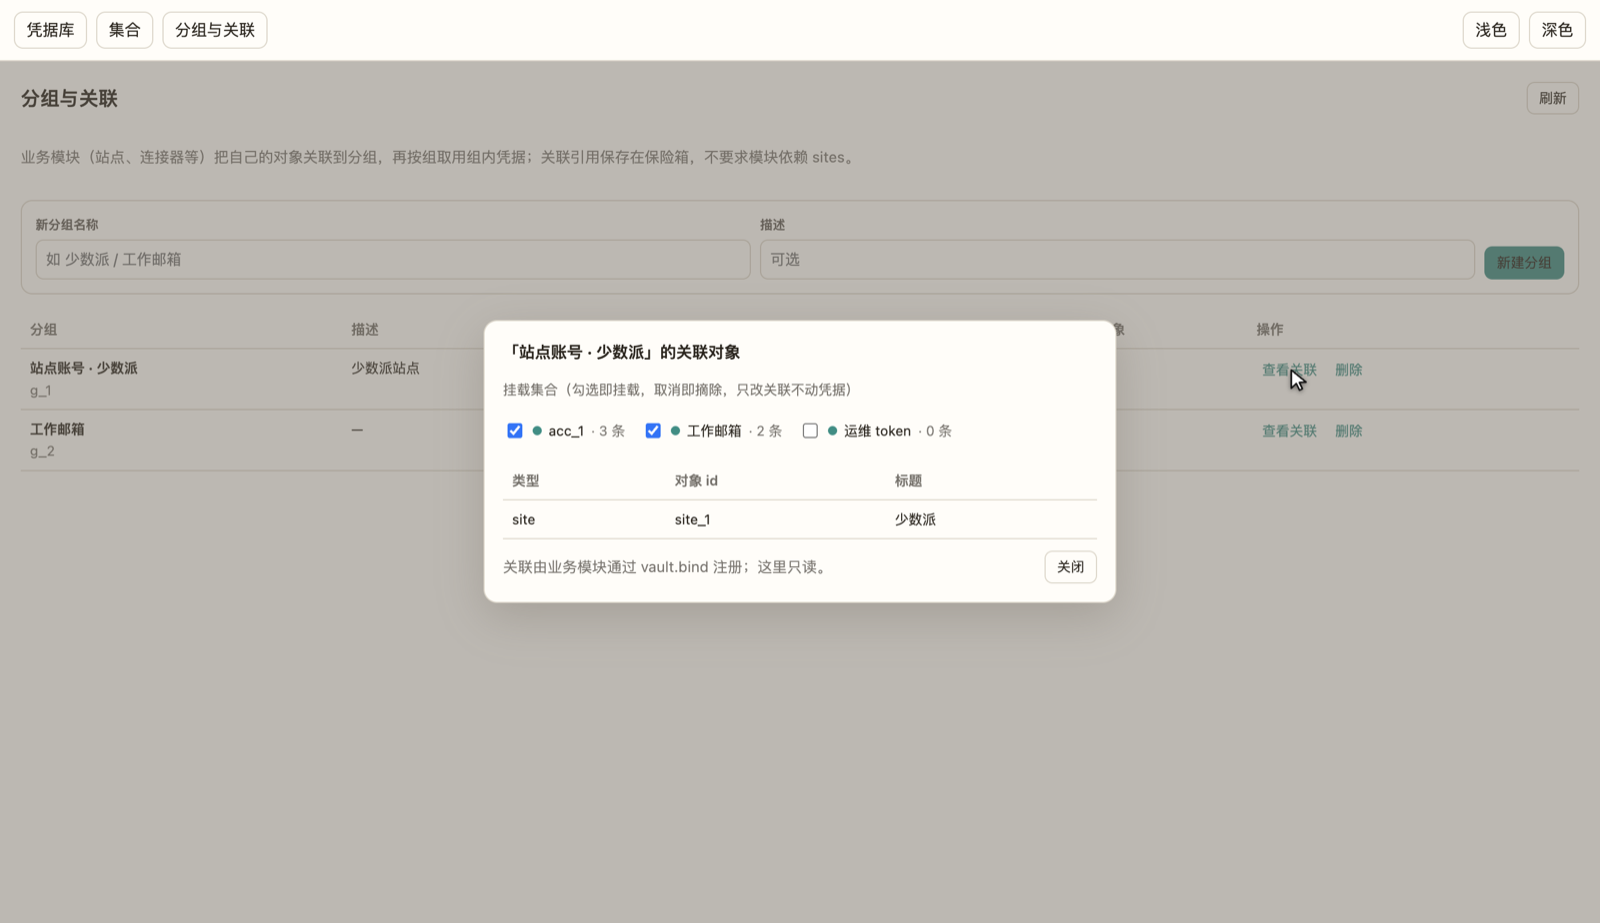 凭据库 集合 分组与关联 浅色 深色
分组与关联 刷新
业务模块（站点、连接器等）把自己的对象关联到分组，再按组取用组内凭据；关联引用保存在保险箱，不要求模块依赖 sites。
新分组名称 描述
如 少数派 / 工作邮箱 可选 新建分组
分组 描述 象 操作
站点账号 · 少数派 少数派站点 查看关联 删除
g_1
工作邮箱 — 查看关联 删除
g_2
「站点账号 · 少数派」的关联对象
挂载集合（勾选即挂载，取消即摘除，只改关联不动凭据）
acc_1 · 3 条 工作邮箱 · 2 条 运维 token · 0 条
类型 对象 id 标题
site site_1 少数派
关联由业务模块通过 vault.bind 注册；这里只读。 关闭